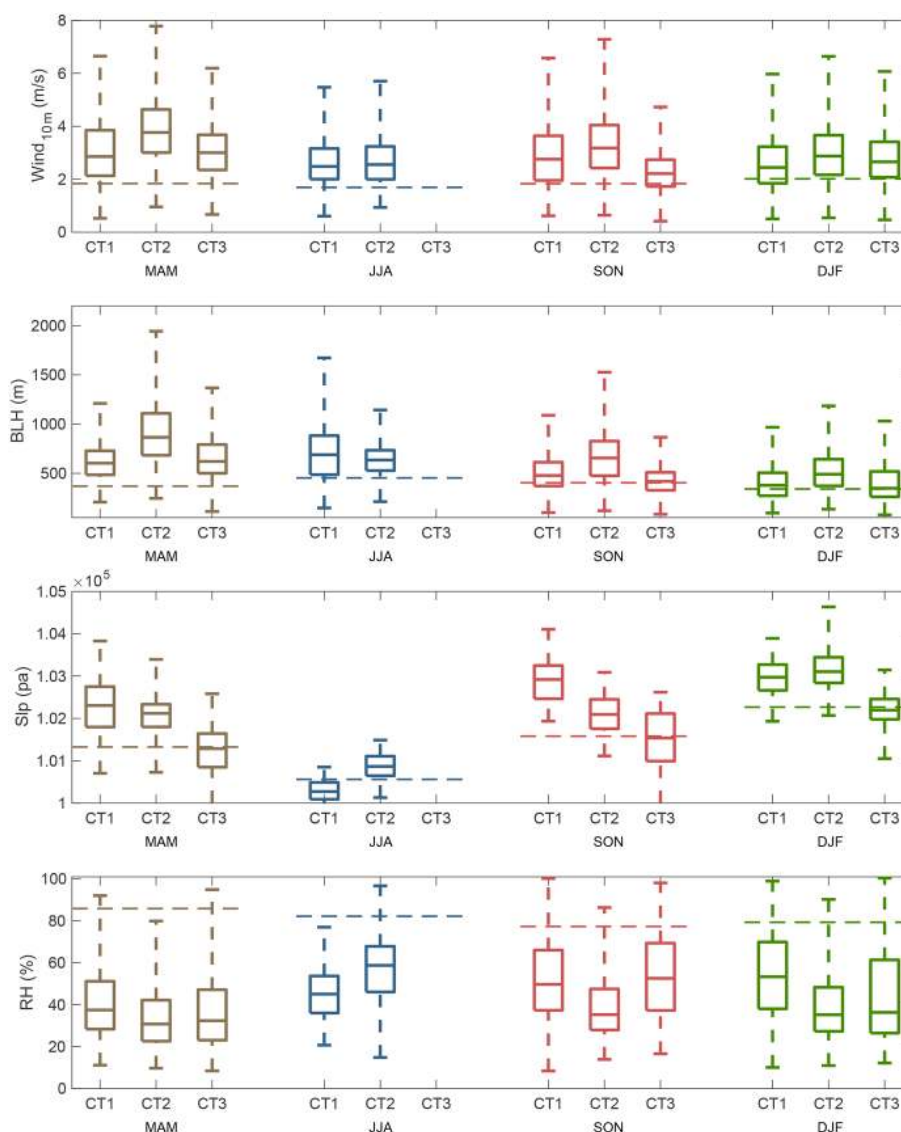 8
6
4
2
0
Wind10m (m/s)
CT1 CT2 CT3 CT1 CT2 CT3 CT1 CT2 CT3 CT1 CT2 CT3
MAM JJA SON DJF
2000
1500
1000
500
BLH (m)
CT1 CT2 CT3 CT1 CT2 CT3 CT1 CT2 CT3 CT1 CT2 CT3
MAM JJA SON DJF
×10^5
1.05
1.04
1.03
1.02
1.01
1
Slp (pa)
CT1 CT2 CT3 CT1 CT2 CT3 CT1 CT2 CT3 CT1 CT2 CT3
MAM JJA SON DJF
100
80
60
40
20
0
RH (%)
CT1 CT2 CT3 CT1 CT2 CT3 CT1 CT2 CT3 CT1 CT2 CT3
MAM JJA SON DJF